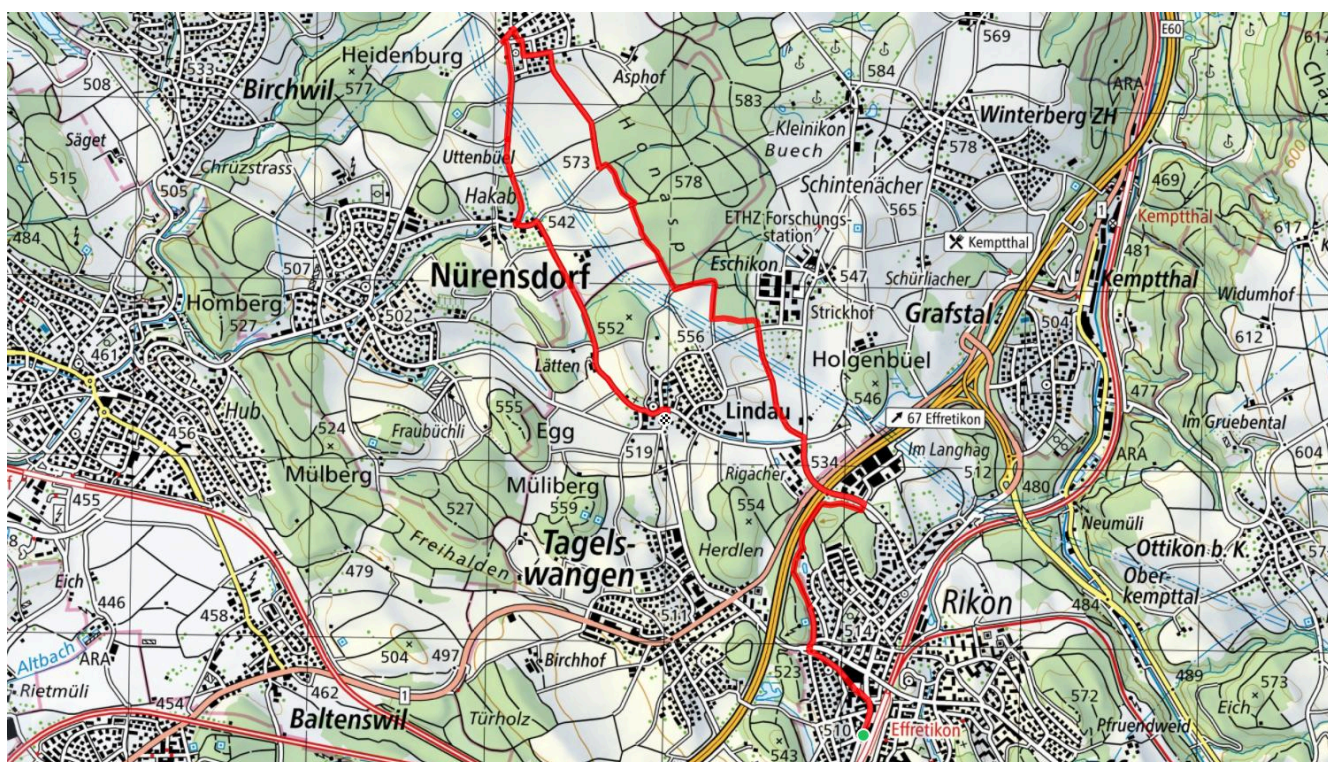 Heidenburg
577
508
533
Birchwil
Asphof
569
584
E60
ARA
617
Säget
583
Kleinikon
Buech
Winterberg ZH
578
600
Chrüzstrass
Uttenbüel
573
H o n a s p
515
505
Hakab
578
Schintenächer
565
469
484
542
ETHZ Forschungs-
station
1
Kemptthal
617
Kemptthal
481
507
Nürensdorf
Eschikon
547
Schürliacher
Kemptthal
Widumhof
Homberg
527
502
552
556
Strickhof
Grafstal
504
612
461
Lätten
Holgenbüel
477
Hub
555
Lindau
546
67 Effretikon
Im Gruebental
456
524
Fraubüchli
Egg
519
534
Im Langhag
512
ARA
604
Mülberg
Müliberg
559
Rigacher
554
480
455
527
Neumüli
Freihalden
Tagels-
wangen
Herdlen
Ottikon b. K.
Ober-
kempttal
Eich
479
446
458
511
514
Rikon
484
Altbach
ARA
504
497
Birchhof
523
489
573
Rietmüli
462
1
572
Eich
454
Baltenswil
Türholz
510
Effretikon
Pfruendweid
543